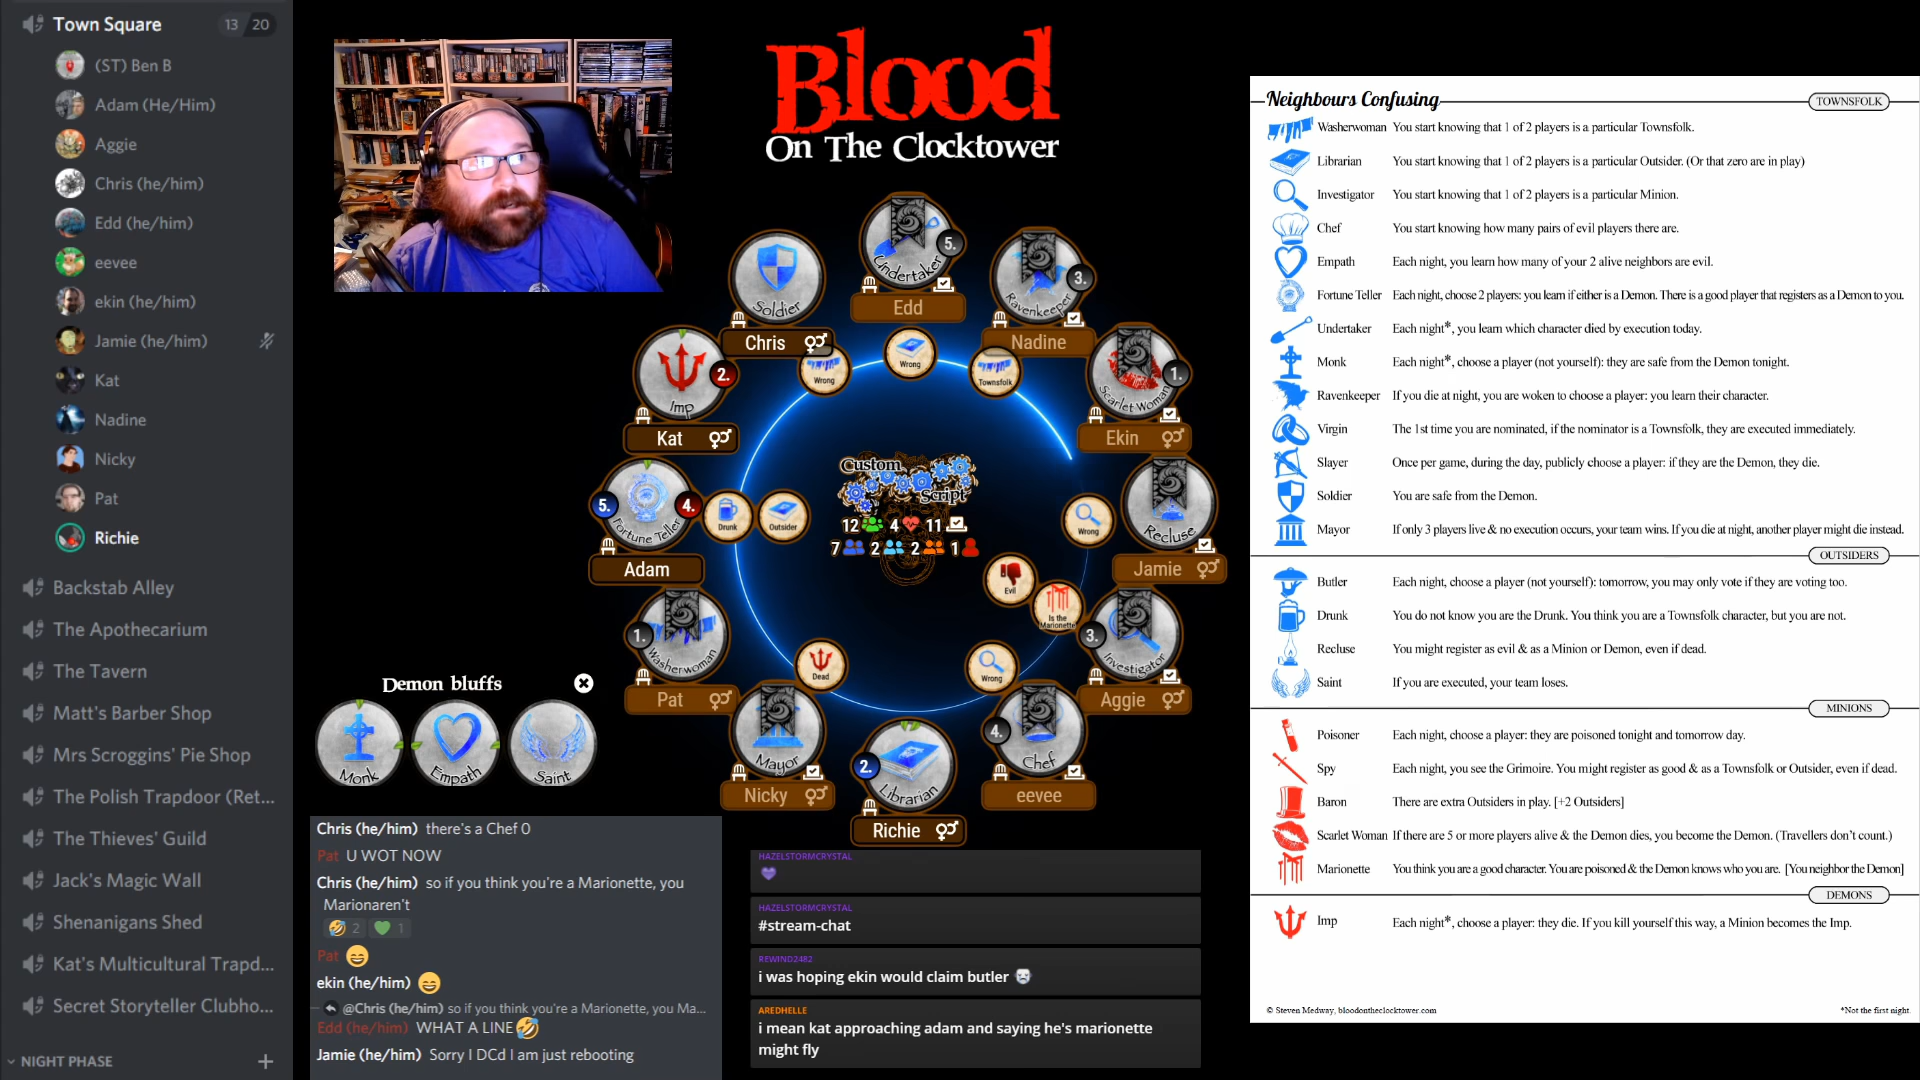 Town Square 13 20
(ST) Ben B
Adam (He/Him)
Aggie
Chris (he/him)
Edd (he/him)
eevee
ekin (he/him)
Jamie (he/him)
Kat
Nadine
Nicky
Pat
Richie
Backstab Alley
The Apothecarium
The Tavern
Matt's Barber Shop
Mrs Scroggins' Pie Shop
The Polish Trapdoor (Ret...
The Thieves' Guild
Jack's Magic Wall
Shenanigans Shed
Kat's Multicultural Trapd...
Secret Storyteller Clubho...
NIGHT PHASE
Blood
On The Clocktower
Undertaker 5.
Edd
Ravenkeeper 3.
Nadine
Scarlet Woman 1.
Ekin
Recluse
Jamie
Investigator 3.
Aggie
Chef 4.
eevee
Librarian 2.
Richie
Mayor
Nicky
Washerwoman 1.
Pat
Fortune Teller 5. 4.
Adam
Imp 2.
Kat
Soldier
Chris
Wrong
Wrong
Townsfolk
Wrong
Evil
Is the Marionette
Wrong
Dead
Drunk
Outsider
Custom
Script
12 4 11
7 2 2 1
Demon bluffs
Monk
Empath
Saint
Chris (he/him) there's a Chef 0
Pat U WOT NOW
Chris (he/him) so if you think you're a Marionette, you
Marionaren't
🤣 2 💚 1
Pat 😄
ekin (he/him) 😄
@Chris (he/him) so if you think you're a Marionette, you Ma...
Edd (he/him) WHAT A LINE🤣
Jamie (he/him) Sorry I DCd I am just rebooting
HAZELSTORMCRYSTAL
💜
HAZELSTORMCRYSTAL
#stream-chat
REWIND2482
i was hoping ekin would claim butler
AREDHELLE
i mean kat approaching adam and saying he's marionette
might fly
Neighbours Confusing
TOWNSFOLK
Washerwoman You start knowing that 1 of 2 players is a particular Townsfolk.
Librarian You start knowing that 1 of 2 players is a particular Outsider. (Or that zero are in play)
Investigator You start knowing that 1 of 2 players is a particular Minion.
Chef You start knowing how many pairs of evil players there are.
Empath Each night, you learn how many of your 2 alive neighbors are evil.
Fortune Teller Each night, choose 2 players: you learn if either is a Demon. There is a good player that registers as a Demon to you.
Undertaker Each night*, you learn which character died by execution today.
Monk Each night*, choose a player (not yourself): they are safe from the Demon tonight.
Ravenkeeper If you die at night, you are woken to choose a player: you learn their character.
Virgin The 1st time you are nominated, if the nominator is a Townsfolk, they are executed immediately.
Slayer Once per game, during the day, publicly choose a player: if they are the Demon, they die.
Soldier You are safe from the Demon.
Mayor If only 3 players live & no execution occurs, your team wins. If you die at night, another player might die instead.
OUTSIDERS
Butler Each night, choose a player (not yourself): tomorrow, you may only vote if they are voting too.
Drunk You do not know you are the Drunk. You think you are a Townsfolk character, but you are not.
Recluse You might register as evil & as a Minion or Demon, even if dead.
Saint If you are executed, your team loses.
MINIONS
Poisoner Each night, choose a player: they are poisoned tonight and tomorrow day.
Spy Each night, you see the Grimoire. You might register as good & as a Townsfolk or Outsider, even if dead.
Baron There are extra Outsiders in play. [+2 Outsiders]
Scarlet Woman If there are 5 or more players alive & the Demon dies, you become the Demon. (Travellers don't count.)
Marionette You think you are a good character. You are poisoned & the Demon knows who you are. [You neighbor the Demon]
DEMONS
Imp Each night*, choose a player: they die. If you kill yourself this way, a Minion becomes the Imp.
© Steven Medway, bloodontheclocktower.com
*Not the first night.